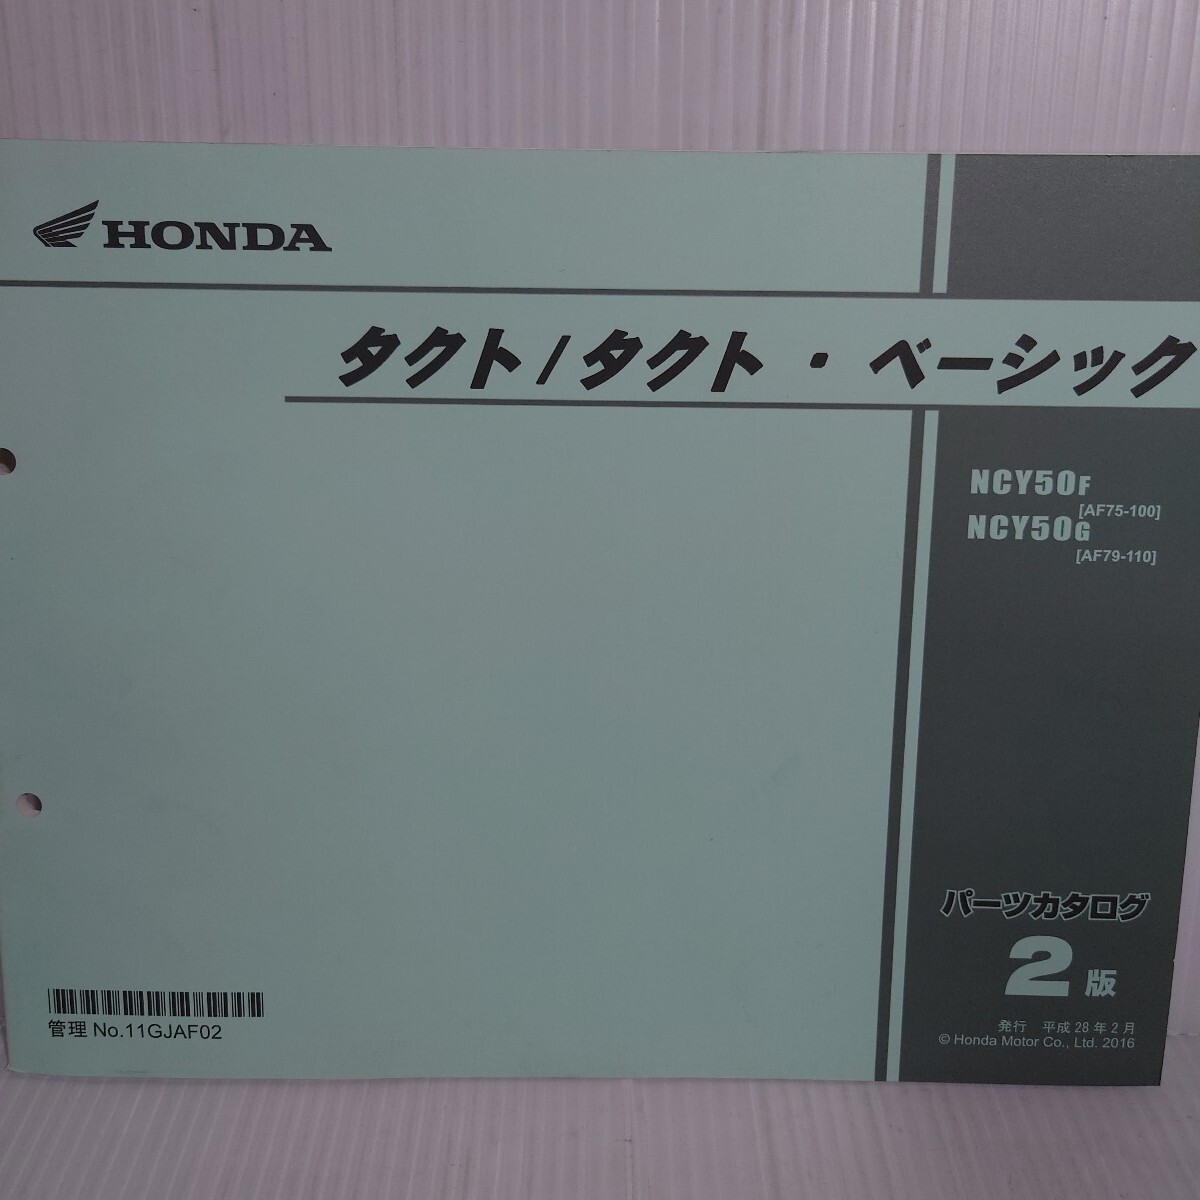 HONDA
タクト/タクト・ベーシック
NCY50F
[AF75-100]
NCY50G
[AF79-110]
パーツカタログ
2版
発行 平成28年2月
© Honda Motor Co., Ltd. 2016
管理 No.11GJAF02